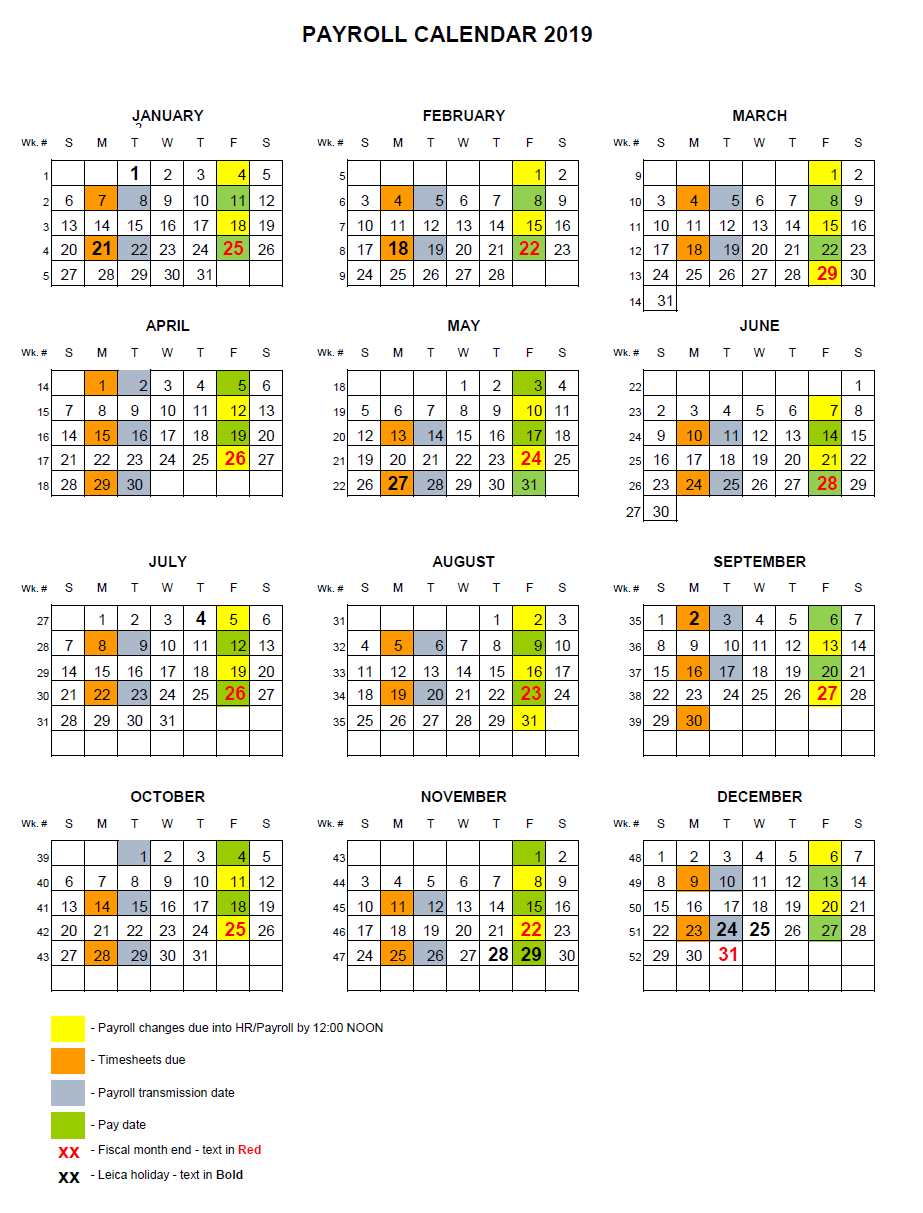 PAYROLL CALENDAR 2019
JANUARY FEBRUARY MARCH
Wk. # S M T W T F S Wk. # S M T W T F S Wk. # S M T W T F S
1 1 2 3 4 5 5 1 2 9 1 2
2 6 7 8 9 10 11 12 6 3 4 5 6 7 8 9 10 3 4 5 6 7 8 9
3 13 14 15 16 17 18 19 7 10 11 12 13 14 15 16 11 10 11 12 13 14 15 16
4 20 21 22 23 24 25 26 8 17 18 19 20 21 22 23 12 17 18 19 20 21 22 23
5 27 28 29 30 31 9 24 25 26 27 28 13 24 25 26 27 28 29 30
14 31
APRIL MAY JUNE
Wk. # S M T W T F S Wk. # S M T W T F S Wk. # S M T W T F S
14 1 2 3 4 5 6 18 1 2 3 4 22 1
15 7 8 9 10 11 12 13 19 5 6 7 8 9 10 11 23 2 3 4 5 6 7 8
16 14 15 16 17 18 19 20 20 12 13 14 15 16 17 18 24 9 10 11 12 13 14 15
17 21 22 23 24 25 26 27 21 19 20 21 22 23 24 25 25 16 17 18 19 20 21 22
18 28 29 30 22 26 27 28 29 30 31 26 23 24 25 26 27 28 29
27 30
JULY AUGUST SEPTEMBER
Wk. # S M T W T F S Wk. # S M T W T F S Wk. # S M T W T F S
27 1 2 3 4 5 6 31 1 2 3 35 1 2 3 4 5 6 7
28 7 8 9 10 11 12 13 32 4 5 6 7 8 9 10 36 8 9 10 11 12 13 14
29 14 15 16 17 18 19 20 33 11 12 13 14 15 16 17 37 15 16 17 18 19 20 21
30 21 22 23 24 25 26 27 34 18 19 20 21 22 23 24 38 22 23 24 25 26 27 28
31 28 29 30 31 35 25 26 27 28 29 31 39 29 30
OCTOBER NOVEMBER DECEMBER
Wk. # S M T W T F S Wk. # S M T W T F S Wk. # S M T W T F S
39 1 2 3 4 5 43 1 2 48 1 2 3 4 5 6 7
40 6 7 8 9 10 11 12 44 3 4 5 6 7 8 9 49 8 9 10 11 12 13 14
41 13 14 15 16 17 18 19 45 10 11 12 13 14 15 16 50 15 16 17 18 19 20 21
42 20 21 22 23 24 25 26 46 17 18 19 20 21 22 23 51 22 23 24 25 26 27 28
43 27 28 29 30 31 47 24 25 26 27 28 29 30 52 29 30 31
- Payroll changes due into HR/Payroll by 12:00 NOON
- Timesheets due
- Payroll transmission date
- Pay date
xx - Fiscal month end - text in Red
xx - Leica holiday - text in Bold